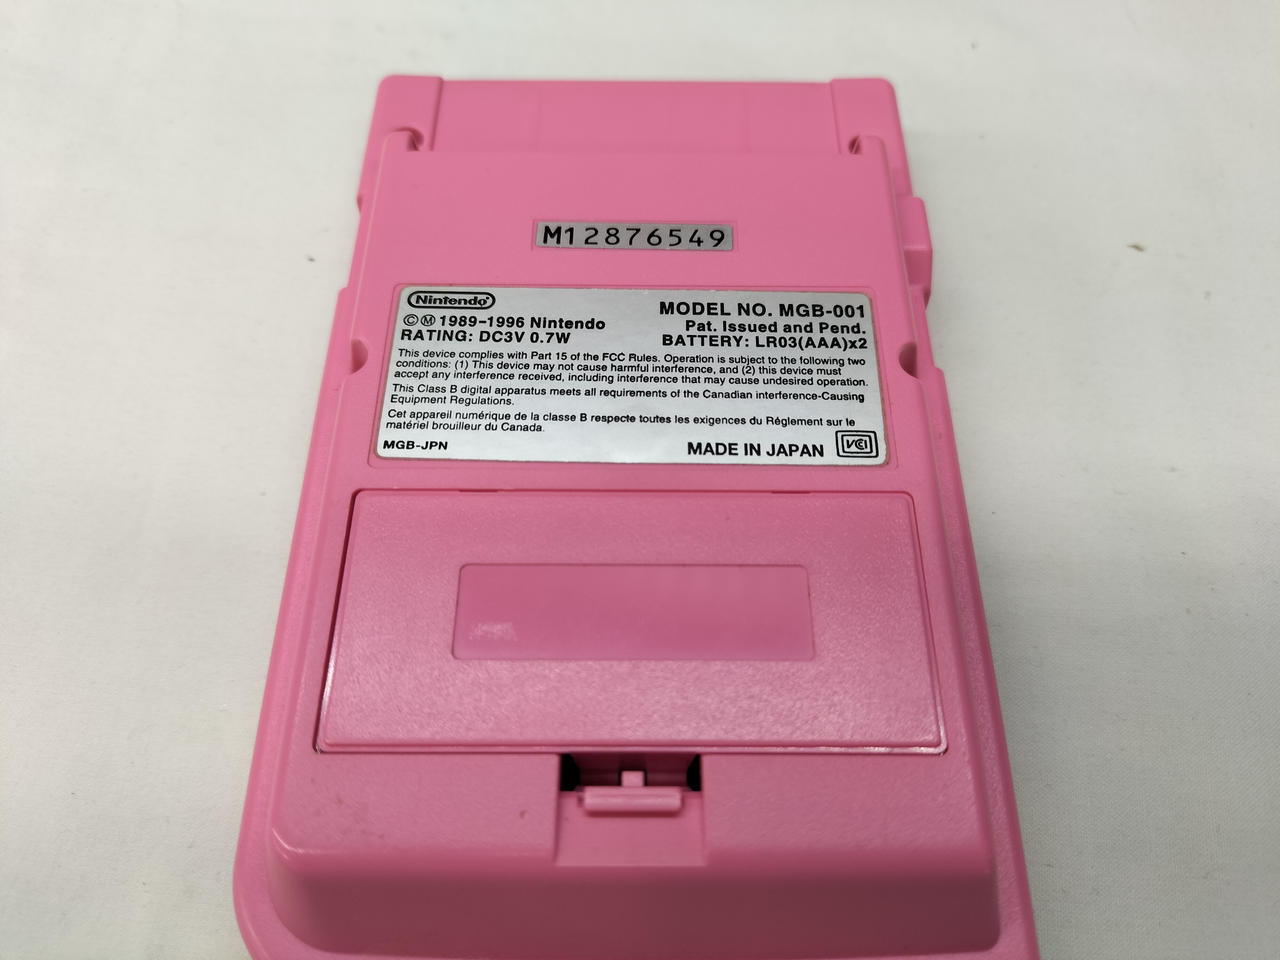 M12876549
Nintendo
MODEL NO. MGB-001
©Ⓜ 1989-1996 Nintendo
Pat. Issued and Pend.
RATING: DC3V 0.7W
BATTERY: LR03(AAA)x2
This device complies with Part 15 of the FCC Rules. Operation is subject to the following two
conditions: (1) This device may not cause harmful interference, and (2) this device must
accept any interference received, including interference that may cause undesired operation.
This Class B digital apparatus meets all requirements of the Canadian interference-Causing
Equipment Regulations.
Cet appareil numérique de la classe B respecte toutes les exigences du Réglement sur le
matériel brouilleur du Canada.
MGB-JPN
MADE IN JAPAN
VCI